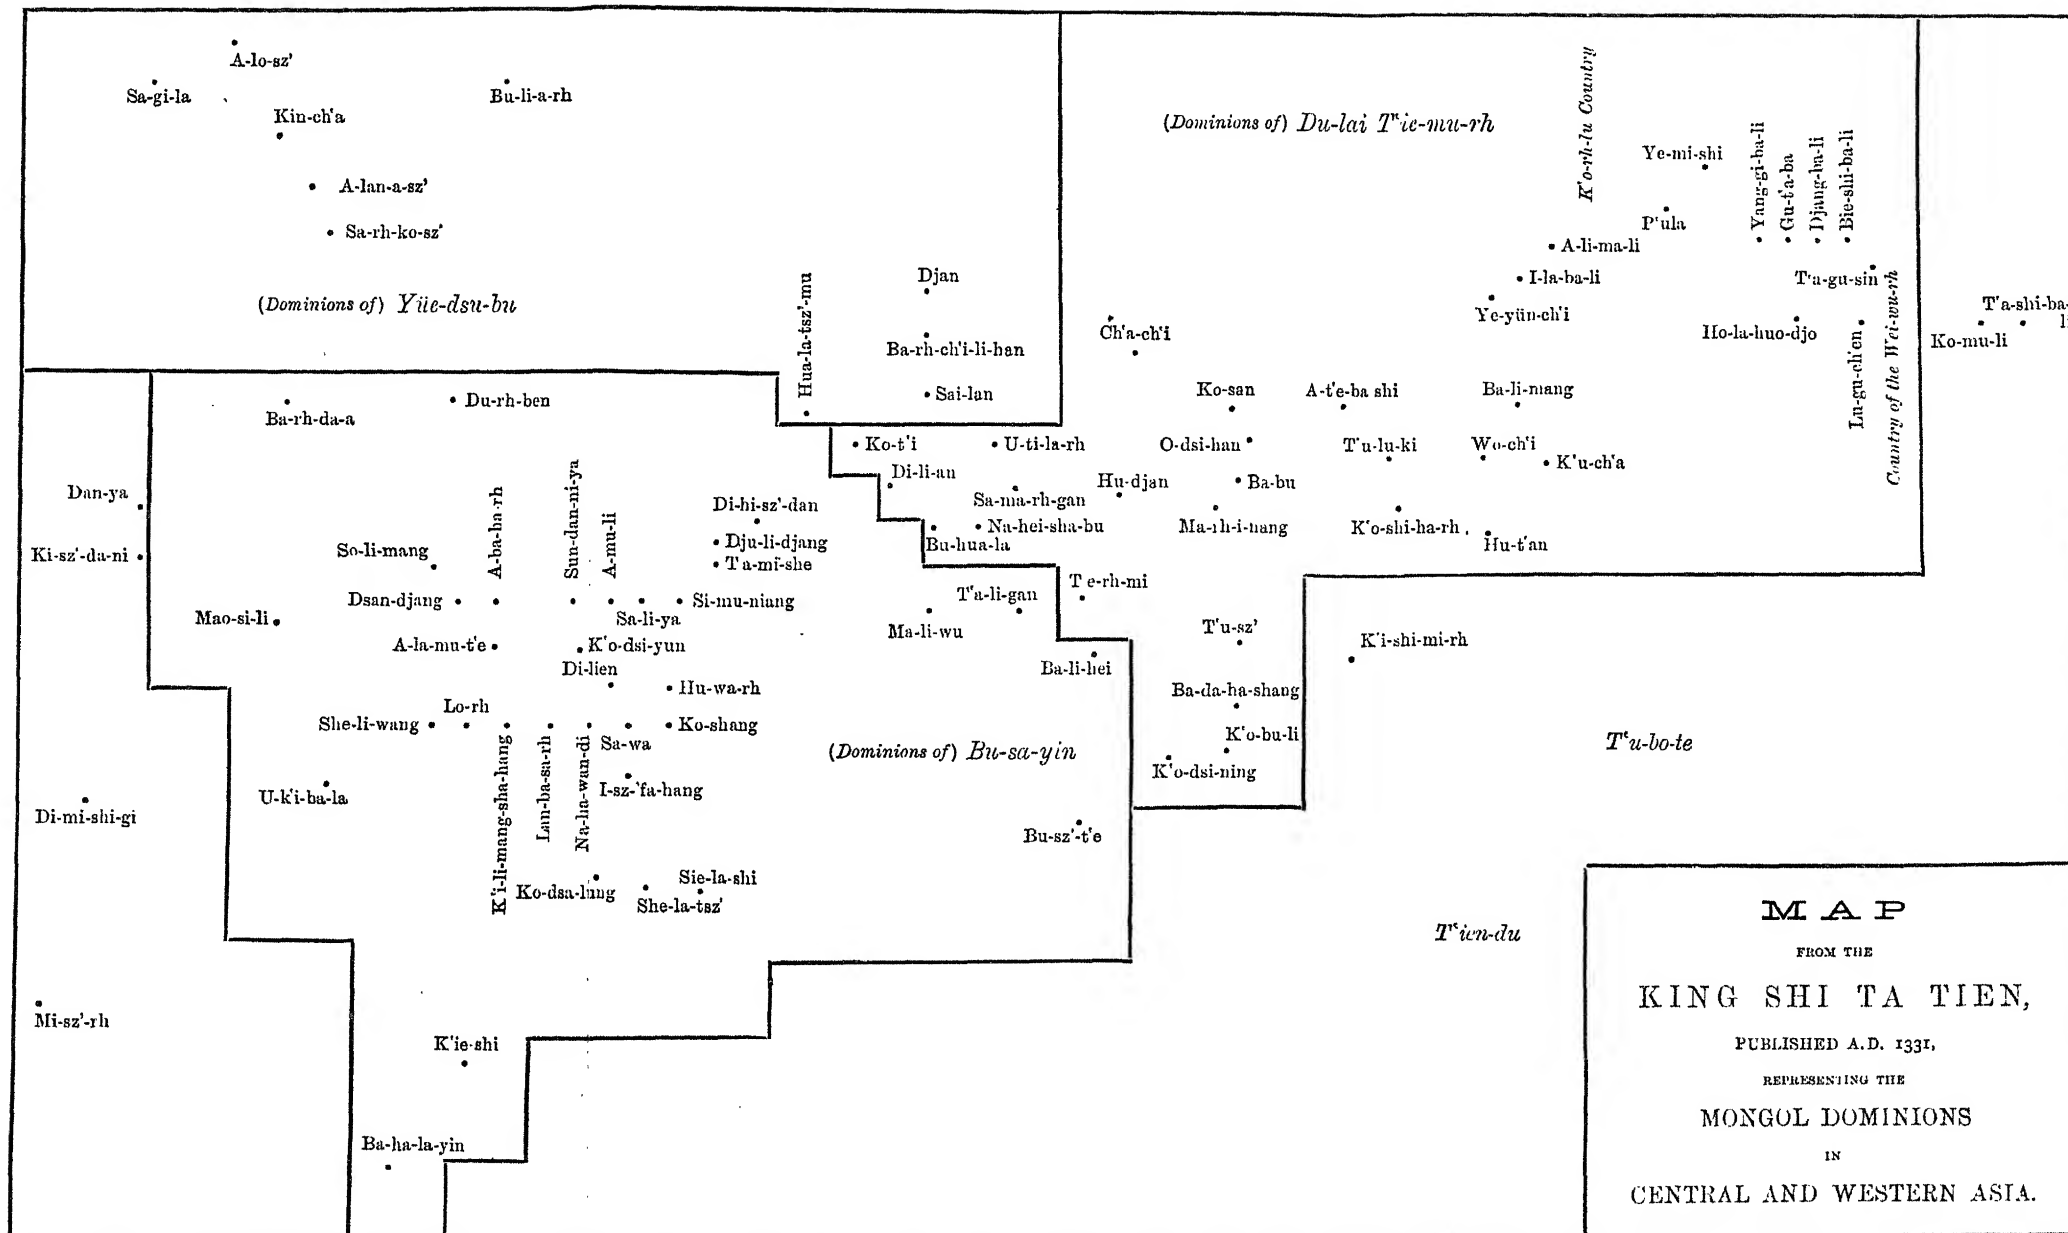 A-lo-sz'
Sa-gi-la
Bu-li-a-rh
Kin-ch'a
A-lan-a-sz'
Sa-rh-ko-sz'
(Dominions of) Yüe-dsu-bu
Hua-la-tsz'-mu
Djan
Ba-rh-ch'i-li-han
Sai-lan
(Dominions of) Du-lai T'ie-mu-rh
K'o-rh-lu Country
Ye-mi-shi
P'ula
Yang-gi-ba-li
Gu-t'a-ba
Djang-ba-li
Bie-shi-ba-li
A-li-ma-li
I-la-ba-li
Ye-yün-ch'i
T'a-gu-sin
Ho-la-huo-djo
Lu-gu-ch'en
Country of the Wei-wu-rh
T'a-shi-ba-li
Ko-mu-li
Ch'a-ch'i
Ko-san
A-t'e-ba shi
Ba-li-mang
Ko-t'i
U-ti-la-rh
O-dsi-han
T'u-lu-ki
Wo-ch'i
K'u-ch'a
Di-li-an
Sa-ma-rh-gan
Hu-djan
Ba-bu
Na-hei-sha-bu
Ma-rh-i-nang
K'o-shi-ha-rh
Hu-t'an
Bu-hua-la
Ba-rh-da-a
Du-rh-ben
Dan-ya
Ki-sz'-da-ni
So-li-mang
A-ba-ba-rh
Sun-dan-ni-ya
A-mu-li
Di-hi-sz'-dan
Dju-li-djang
Ta-mi-she
Dsan-djang
Sa-li-ya
Si-mu-niang
Mao-si-li
A-la-mu-t'e
K'o-dsi-yun
T'a-li-gan
Te-rh-mi
Ma-li-wu
T'u-sz'
K'i-shi-mi-rh
Ba-li-hei
Di-lien
Hu-wa-rh
Ba-da-ha-shang
Lo-rh
She-li-wang
K'i-li-mang-sha-hang
Lan-ba-sa-rh
Na-ha-wan-di
Sa-wa
Ko-shang
(Dominions of) Bu-sa-yin
K'o-bu-li
K'o-dsi-ning
T'u-bo-te
U-k'i-ba-la
I-sz-'fa-hang
Di-mi-shi-gi
Bu-sz'-t'e
Ko-dsa-lung
Sie-la-shi
She-la-tsz'
T'ien-du
Mi-sz'-rh
K'ie-shi
Ba-ha-la-yin
MAP
FROM THE
KING SHI TA TIEN,
PUBLISHED A.D. 1331,
REPRESENTING THE
MONGOL DOMINIONS
IN
CENTRAL AND WESTERN ASIA.